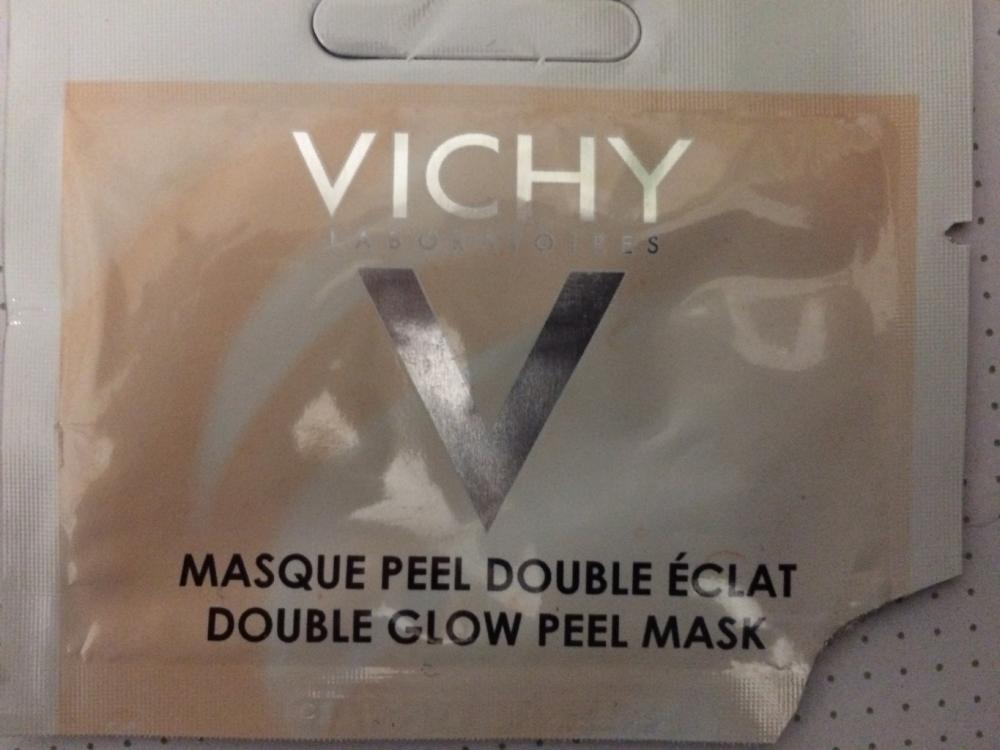 VICHY
LABORATOIRES
V
MASQUE PEEL DOUBLE ÉCLAT
DOUBLE GLOW PEEL MASK